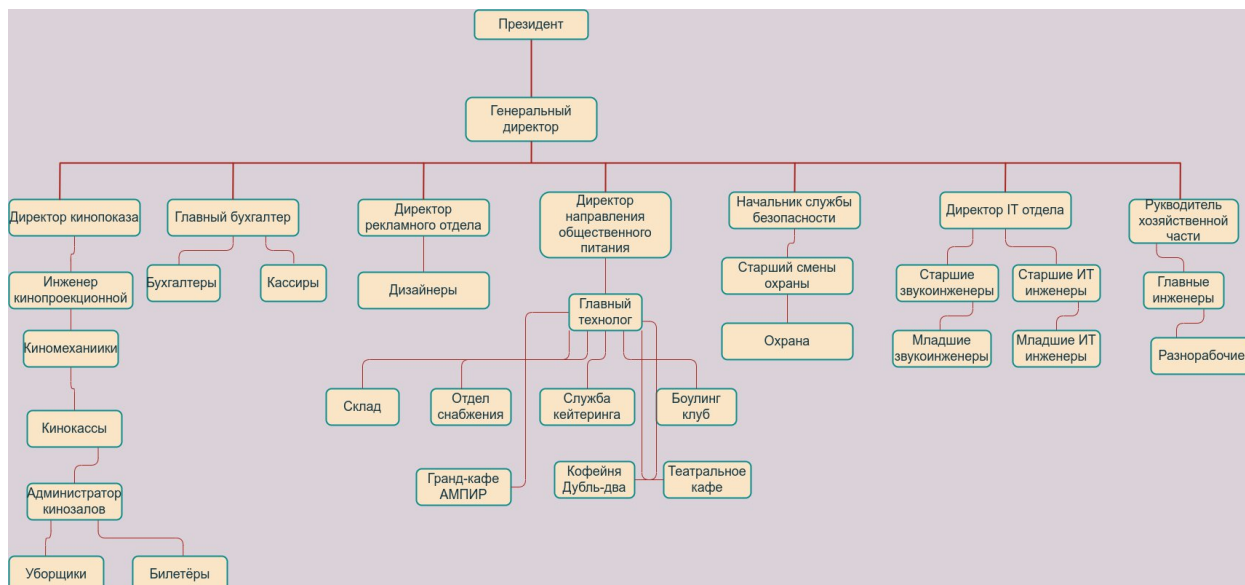 Президент
Генеральный
директор
Директор кинопоказа
Главный бухгалтер
Директор
рекламного отдела
Директор
направления
общественного
питания
Начальник службы
безопасности
Директор IT отдела
Рукводитель
хозяйственной
части
Инженер
кинопроекционной
Бухгалтеры
Кассиры
Дизайнеры
Главный
технолог
Старший смены
охраны
Старшие
звукоинженеры
Старшие ИТ
инженеры
Главные
инженеры
Киномеханиики
Охрана
Младшие
звукоинженеры
Младшие ИТ
инженеры
Разнорабочие
Склад
Отдел
снабжения
Служба
кейтеринга
Боулинг
клуб
Кинокассы
Гранд-кафе
АМПИР
Кофейня
Дубль-два
Театральное
кафе
Администратор
кинозалов
Уборщики
Билетёры